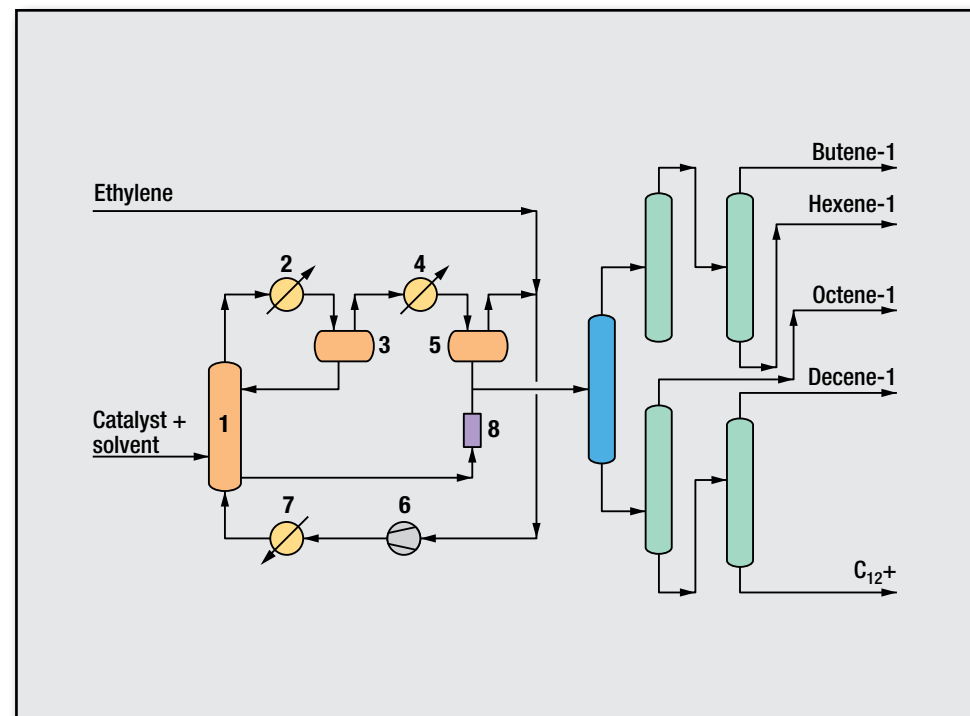 Butene-1
Ethylene
Hexene-1
2
4
Octene-1
3
5
Decene-1
Catalyst +
solvent
1
8
7
6
C₁₂+